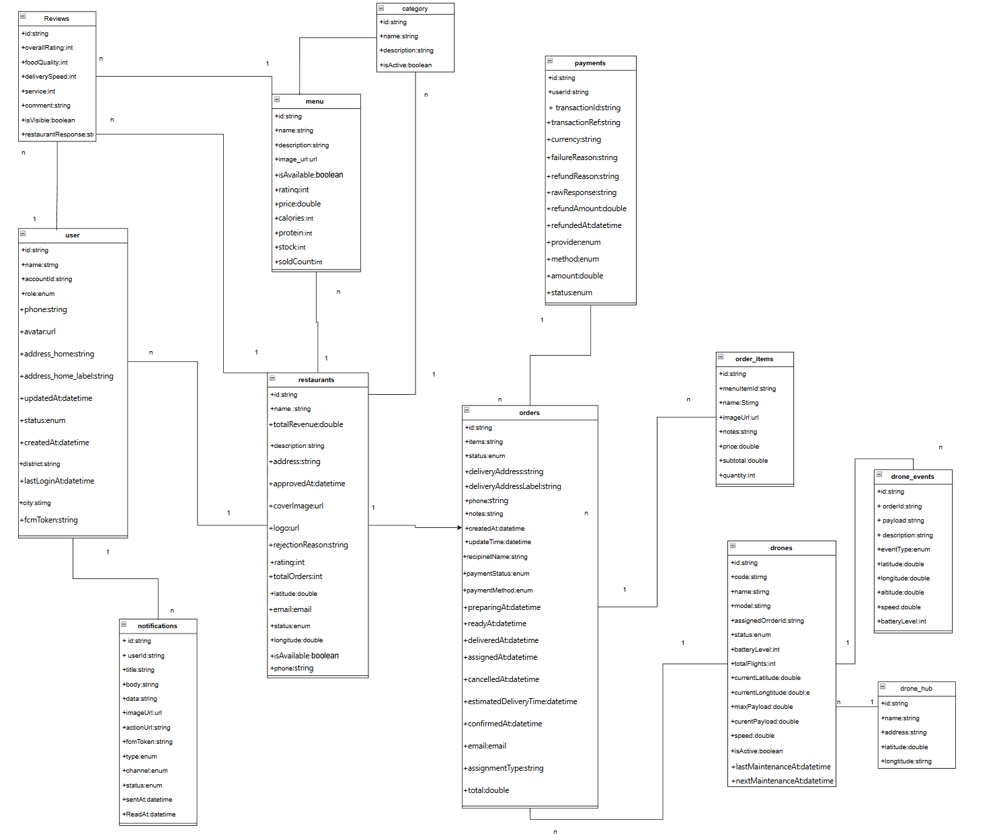 Reviews
+id:string
+overallRating:int
+foodQuality:int
+deliverySpeed:int
+service:int
+comment:string
+isVisible:boolean
+restaurantResponse:stri
n
n
n
1
1
category
+id:string
+name:string
+description:string
+isActive:boolean
n
menu
+id:string
+name:string
+description:string
+image_url:url
+isAvailable:boolean
+rating:int
+price:double
+calories:int
+protein:int
+stock:int
+soldCount:int
n
1
1
1
payments
+id:string
+userId:string
+ transactionId:string
+transactionRef:string
+currency:string
+failureReason:string
+refundReason:string
+rawResponse:string
+refundAmount:double
+refundedAt:datetime
+provider:enum
+method:enum
+amount:double
+status:enum
1
n
user
+id:string
+name:strng
+accountId:string
+role:enum
+phone:string
+avatar:url
+address_home:string
+address_home_label:string
+updatedAt:datetime
+status:enum
+createdAt:datetime
+district:string
+lastLoginAt:datetime
+city:stirng
+fcmToken:string
n
1
1
n
restaurants
+id:string
+name :string
+totalRevenue:double
+description:string
+address:string
+approvedAt:datetime
+coverImage:url
+logo:url
+rejectionReason:string
+rating:int
+totalOrders:int
+latitude:double
+email:email
+status:enum
+longitude:double
+isAvailable:boolean
+phone:string
1
orders
+id:string
+items:string
+status:enum
+deliveryAddress:string
+deliveryAddressLabel:string
+phone:string
+notes:string
n
+createdAt:datetime
+updateTime:datetime
+recipinetName:string
+paymentStatus:enum
+paymentMethod:enum
+preparingAt:datetime
+readyAt:datetime
+deliveredAt:datetime
+assignedAt:datetime
+cancelledAt:datetime
+estimatedDeliveryTime:datetime
+confirmedAt:datetime
+email:email
+assignmentType:string
+total:double
n
1
1
n
order_items
+id:string
+menuItemId:string
+name:Stirng
+imageUrl:url
+notes:string
+price:double
+subtotal:double
+quantity:int
n
drone_events
+id:string
+ orderId:string
+ payload:string
+ description:string
+eventType:enum
+latitude:double
+longitude:double
+altitude:double
+speed:double
+batteryLevel:int
drones
+id:string
+code:stirng
+name:stirng
+model:stirng
+assignedOrrderId:string
+status:enum
+batteryLevel:int
+totalFlights:int
+currentLatitude:double
+currentLongtitude:doubl;e
+maxPayload:double
+curentPayload:double
+speed:double
+isActive:boolean
+lastMaintenanceAt:datetime
+nextMaintenanceAt:datetime
1
n
1
drone_hub
+id:string
+name:string
+address:string
+latitude:double
+longtitude:stirng
notifications
+ id:string
+ userId:string
+title:string
+body:string
+data:string
+imageUrl:url
+actionUrl:string
+fcmToken:string
+type:enum
+channel:enum
+status:enum
+sentAt:datetime
+ReadAt:datetime